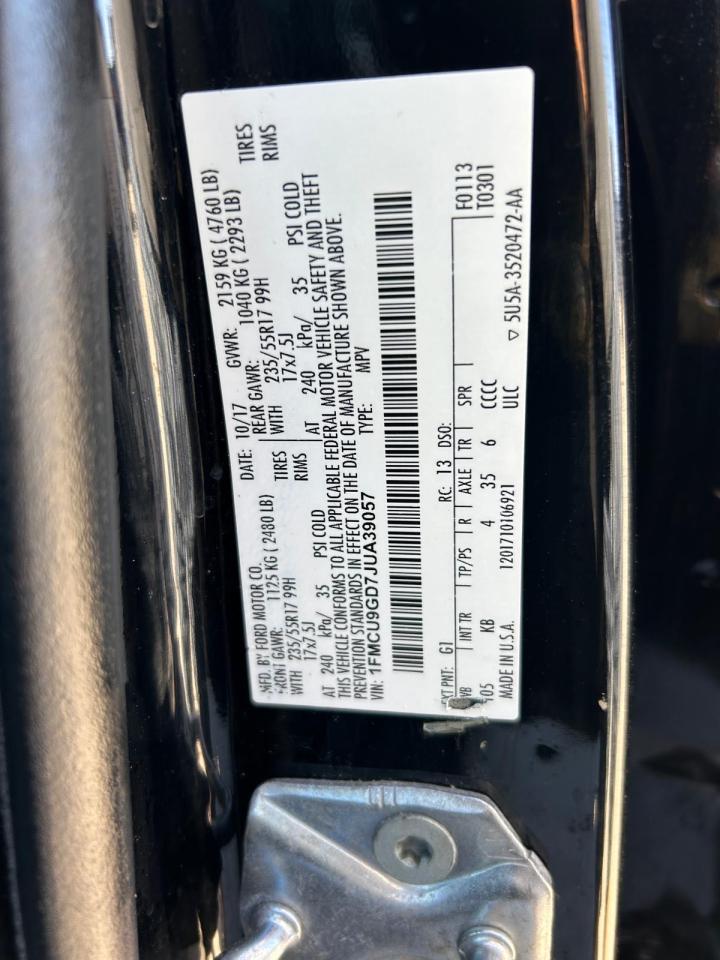 MFD. BY FORD MOTOR CO. DATE: 10/17 GVWR: 2159 KG ( 4760 LB)
FRONT GAWR: 1125 KG ( 2480 LB) REAR GAWR: 1040 KG ( 2293 LB)
WITH 235/55R17 99H TIRES WITH 235/55R17 99H TIRES
17x7.5J RIMS 17x7.5J RIMS
AT 240 kPa/ 35 PSI COLD AT 240 kPa/ 35 PSI COLD
THIS VEHICLE CONFORMS TO ALL APPLICABLE FEDERAL MOTOR VEHICLE SAFETY AND THEFT
PREVENTION STANDARDS IN EFFECT ON THE DATE OF MANUFACTURE SHOWN ABOVE.
VIN: 1FMCU9GD7JUA39057 TYPE: MPV
EXT PNT: G1 RC: 13 DSO: F0113
WB INT TR TP/PS R AXLE TR SPR T0301
105 KB 4 35 6 CCCC
MADE IN U.S.A. 1201710106921 ULC ▽ 5U5A-3520472-AA